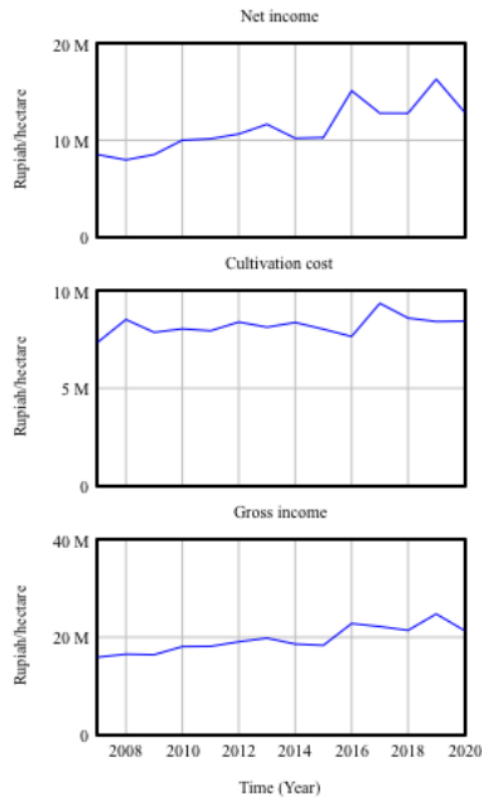 Net income
20 M
10 M
0
Rupiah/hectare
Cultivation cost
10 M
5 M
0
Rupiah/hectare
Gross income
40 M
20 M
0
Rupiah/hectare
2008 2010 2012 2014 2016 2018 2020
Time (Year)